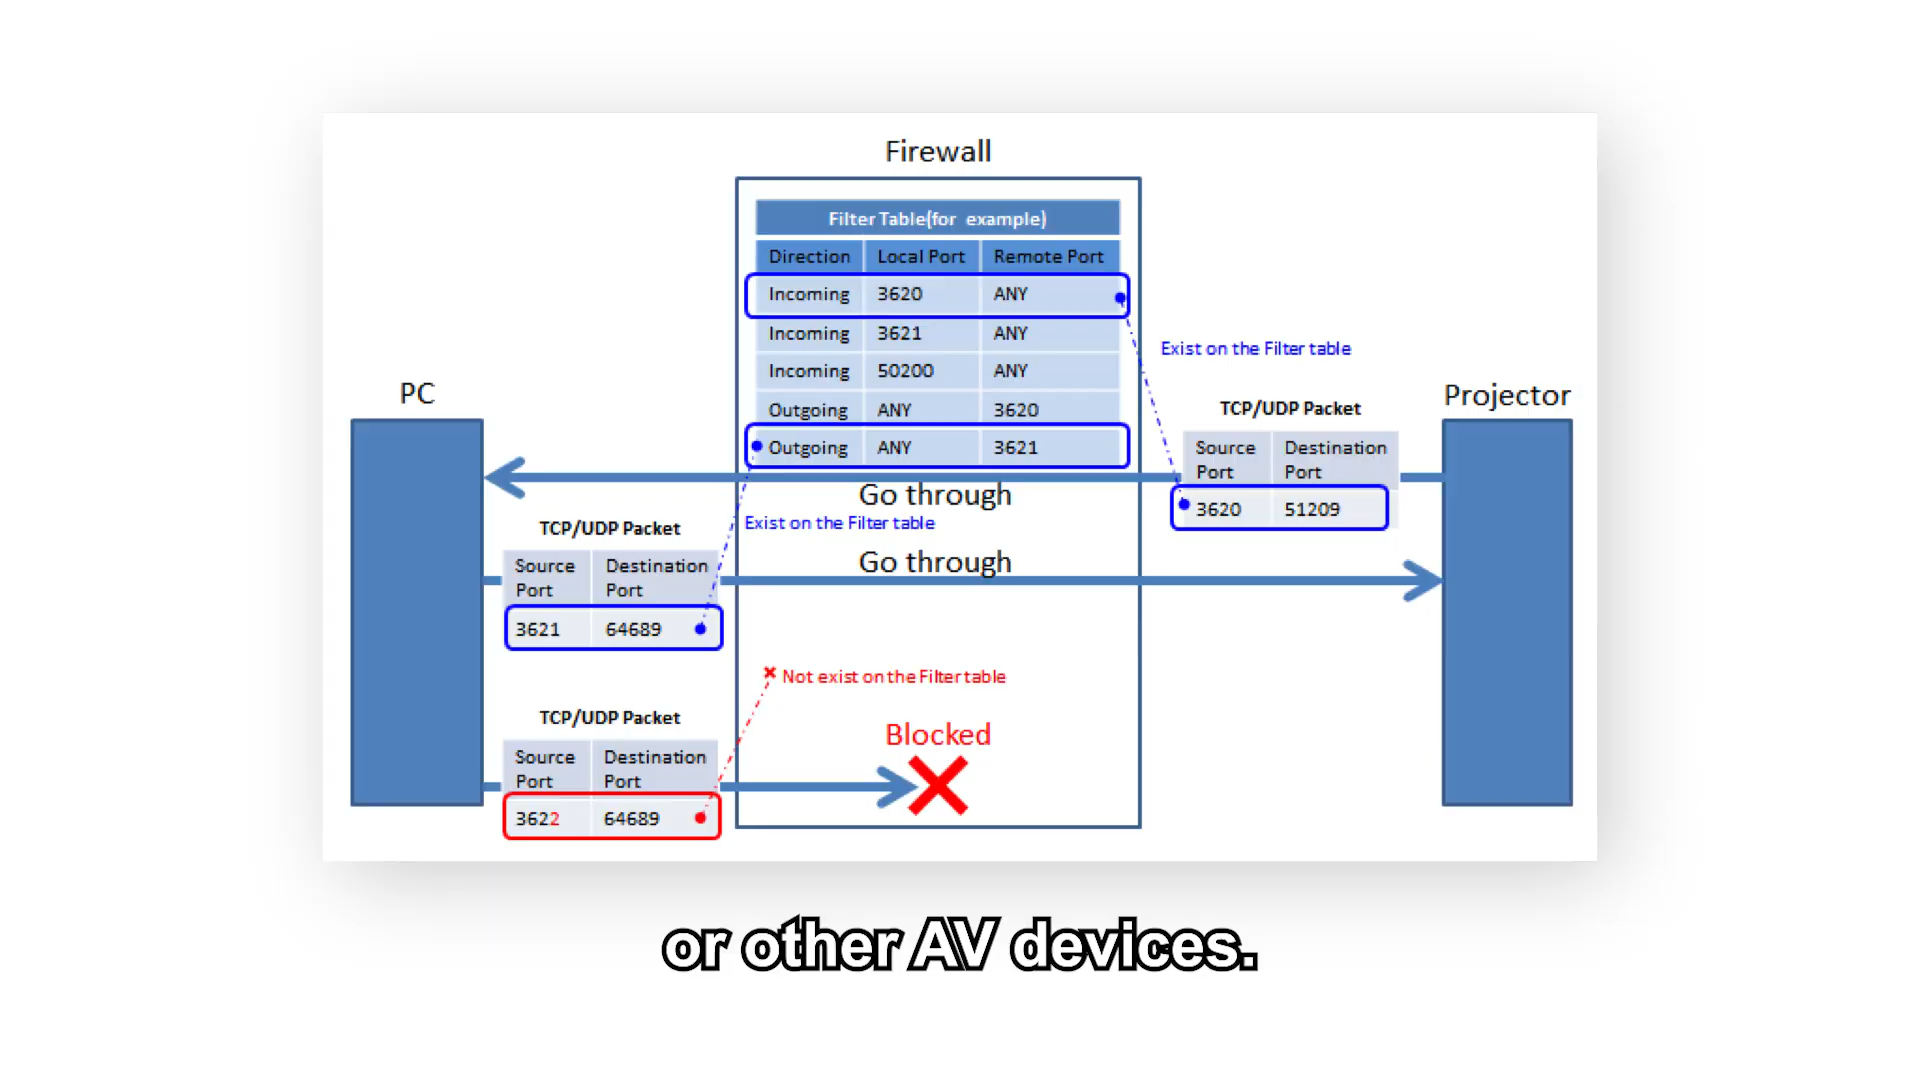 Firewall
Filter Table(for example)
Direction Local Port Remote Port
Incoming 3620 ANY
Incoming 3621 ANY
Incoming 50200 ANY
Outgoing ANY 3620
Outgoing ANY 3621
Exist on the Filter table
PC
Projector
TCP/UDP Packet
Source Port Destination Port
3620 51209
Go through
Exist on the Filter table
TCP/UDP Packet
Source Port Destination Port
3621 64689
Go through
Not exist on the Filter table
TCP/UDP Packet
Source Port Destination Port
3622 64689
Blocked
or other AV devices.